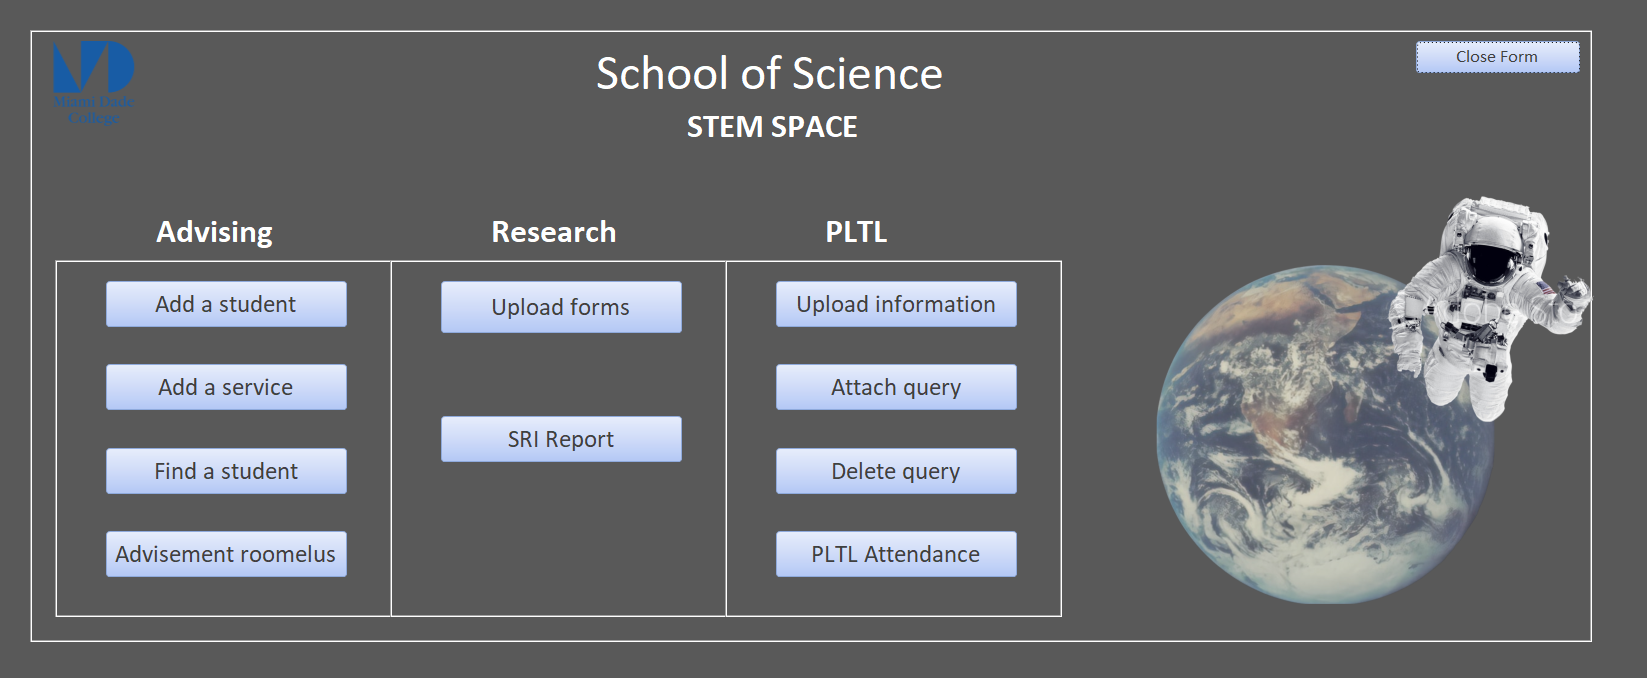 Miami Dade
College
School of Science
STEM SPACE
Close Form
Advising
Add a student
Add a service
Find a student
Advisement roomelus
Research
Upload forms
SRI Report
PLTL
Upload information
Attach query
Delete query
PLTL Attendance